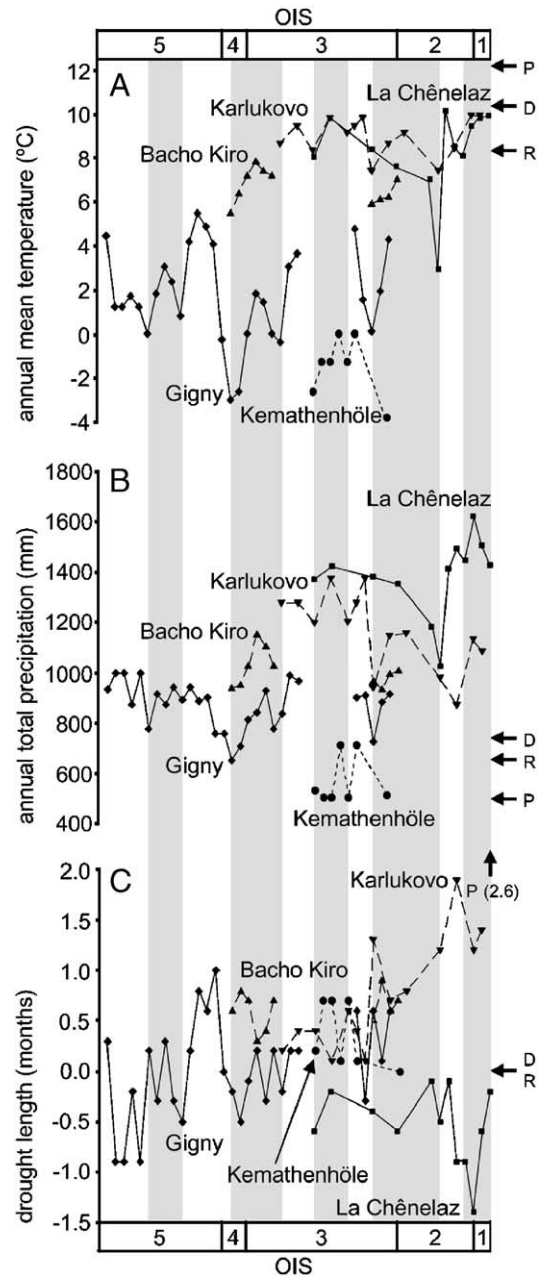 OIS
5 4 3 2 1
A
annual mean temperature (°C)
12
10
8
6
4
2
0
-2
-4
Karlukovo
La Chênelaz
Bacho Kiro
Gigny
Kemathenhöle
P
D
R
B
annual total precipitation (mm)
1800
1600
1400
1200
1000
800
600
400
La Chênelaz
Karlukovo
Bacho Kiro
Gigny
Kemathenhöle
D
R
P
C
drought length (months)
2.0
1.5
1.0
0.5
0.0
-0.5
-1.0
-1.5
Karlukovo
P (2.6)
Bacho Kiro
D
R
Gigny
Kemathenhöle
La Chênelaz
5 4 3 2 1
OIS